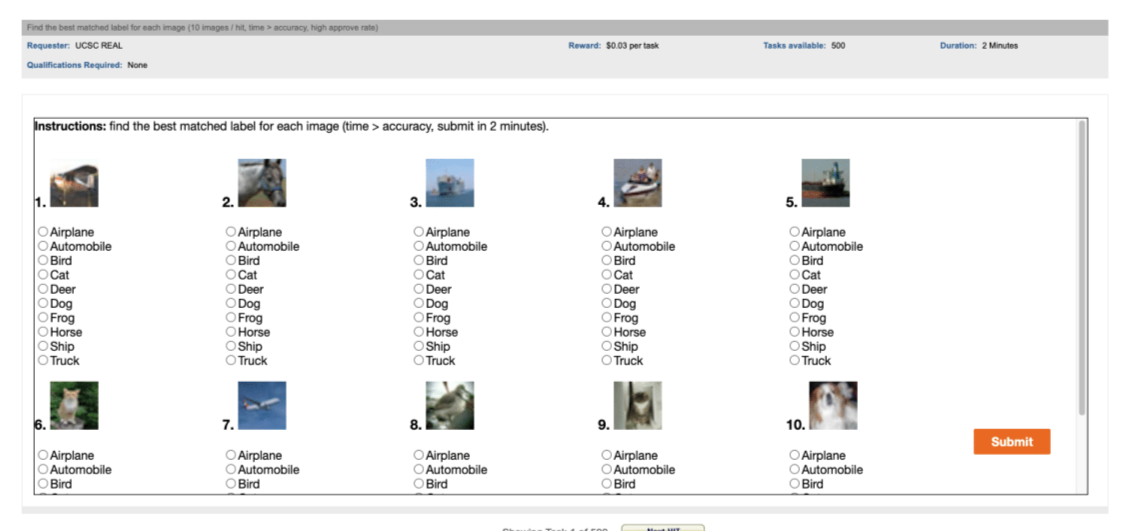 Find the best matched label for each image (10 images / hit, time > accuracy, high approve rate)
Requester: UCSC REAL Reward: $0.03 per task Tasks available: 500 Duration: 2 Minutes
Qualifications Required: None
Instructions: find the best matched label for each image (time > accuracy, submit in 2 minutes).
1. 2. 3. 4. 5.
Airplane Airplane Airplane Airplane Airplane
Automobile Automobile Automobile Automobile Automobile
Bird Bird Bird Bird Bird
Cat Cat Cat Cat Cat
Deer Deer Deer Deer Deer
Dog Dog Dog Dog Dog
Frog Frog Frog Frog Frog
Horse Horse Horse Horse Horse
Ship Ship Ship Ship Ship
Truck Truck Truck Truck Truck
6. 7. 8. 9. 10.
Submit
Airplane Airplane Airplane Airplane Airplane
Automobile Automobile Automobile Automobile Automobile
Bird Bird Bird Bird Bird